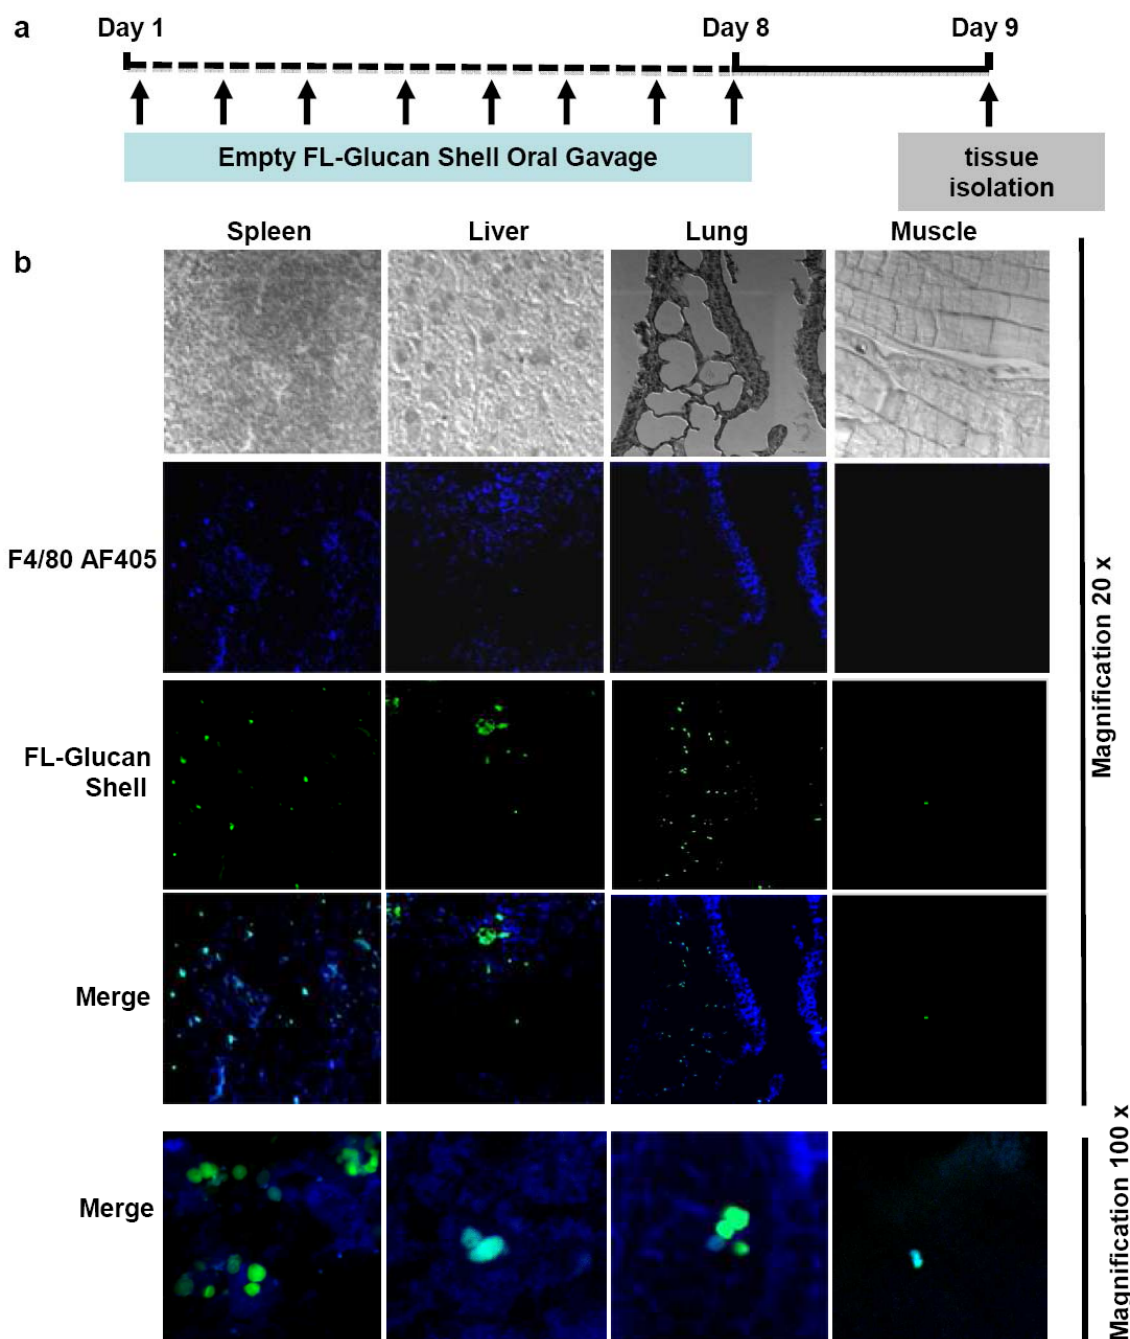 a
Day 1
Day 8
Day 9
Empty FL-Glucan Shell Oral Gavage
tissue
isolation
b
Spleen
Liver
Lung
Muscle
F4/80 AF405
FL-Glucan
Shell
Merge
Magnification 20 x
Merge
Magnification 100 x